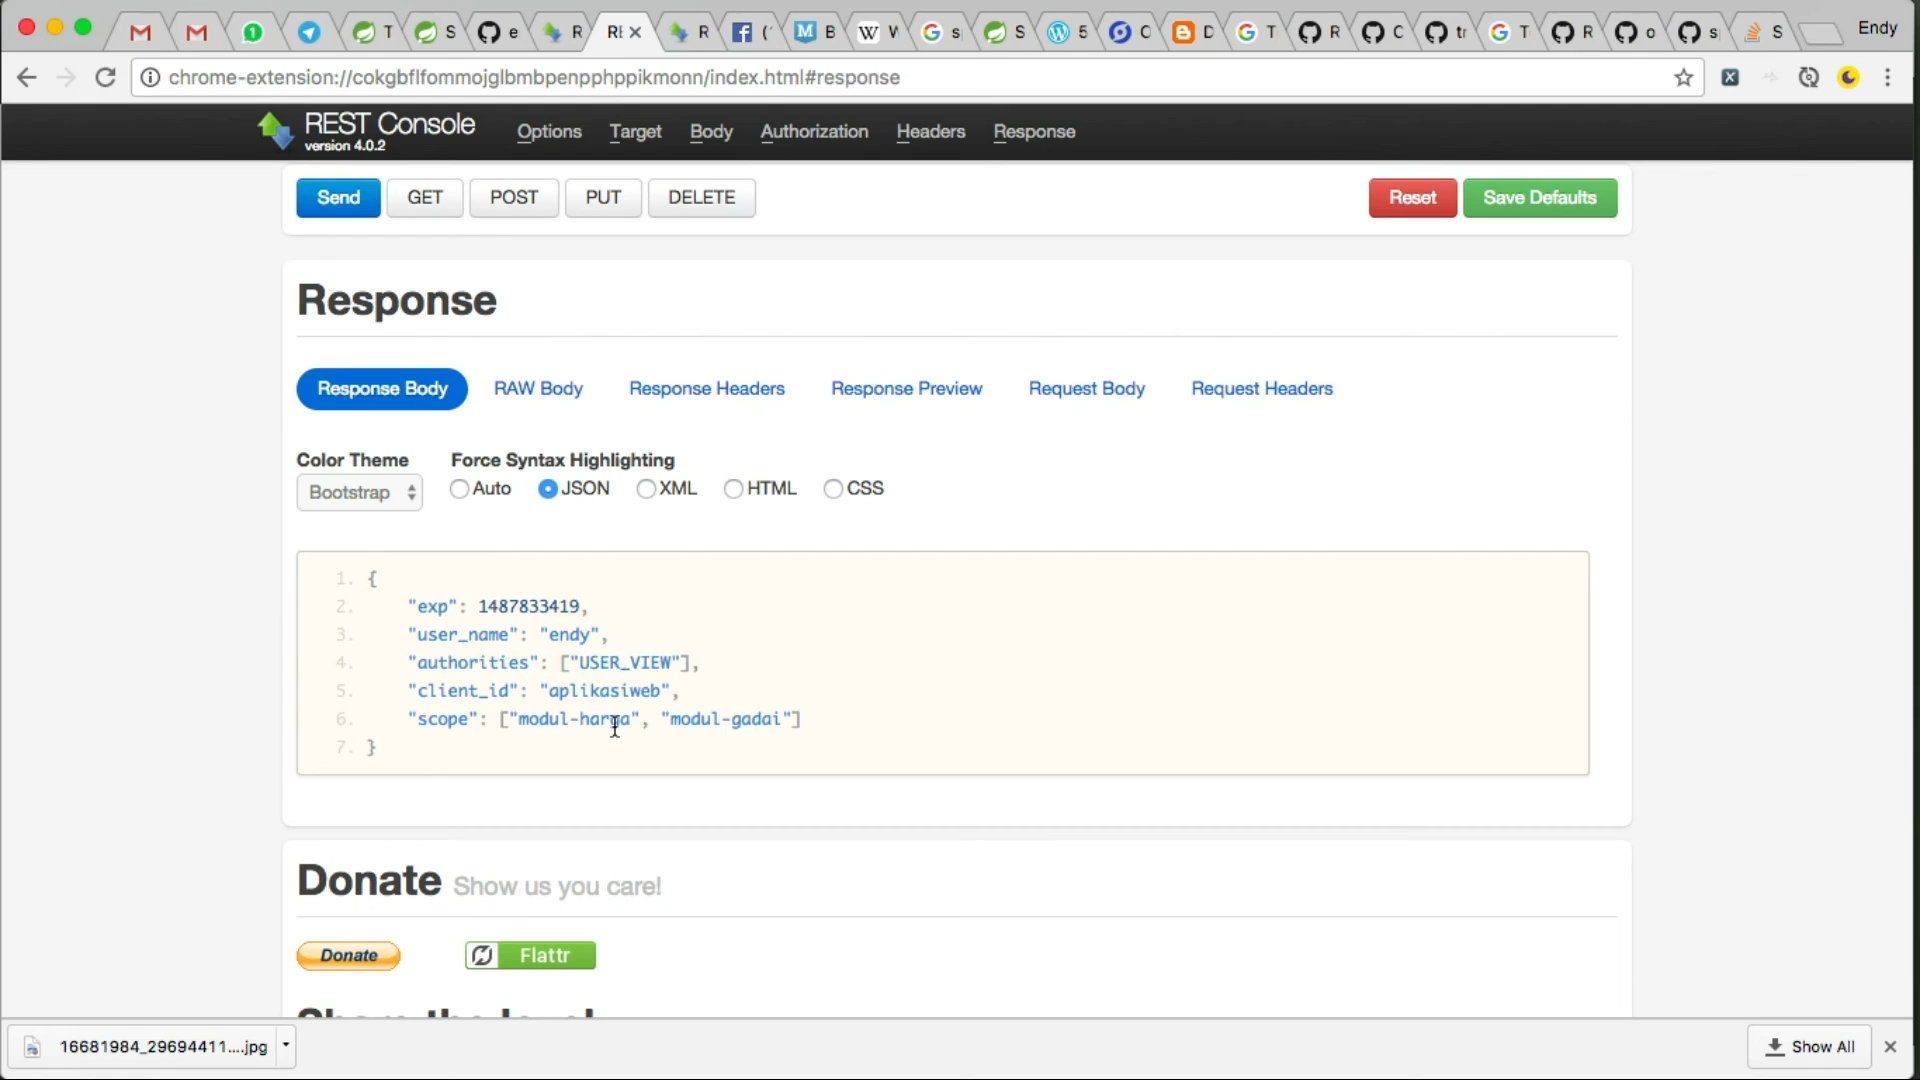 1 T S e R RE R ( B W s S 5 C D T R C tr T R o s S Endy
chrome-extension://cokgbflfommojglbmbpenpphppikmonn/index.html#response
REST Console Options Target Body Authorization Headers Response
version 4.0.2
Send GET POST PUT DELETE Reset Save Defaults
Response
Response Body RAW Body Response Headers Response Preview Request Body Request Headers
Color Theme Force Syntax Highlighting
Bootstrap Auto JSON XML HTML CSS
1. {
2. "exp": 1487833419,
3. "user_name": "endy",
4. "authorities": ["USER_VIEW"],
5. "client_id": "aplikasiweb",
6. "scope": ["modul-harga", "modul-gadai"]
7. }
Donate Show us you care!
Donate Flattr
16681984_29694411....jpg Show All